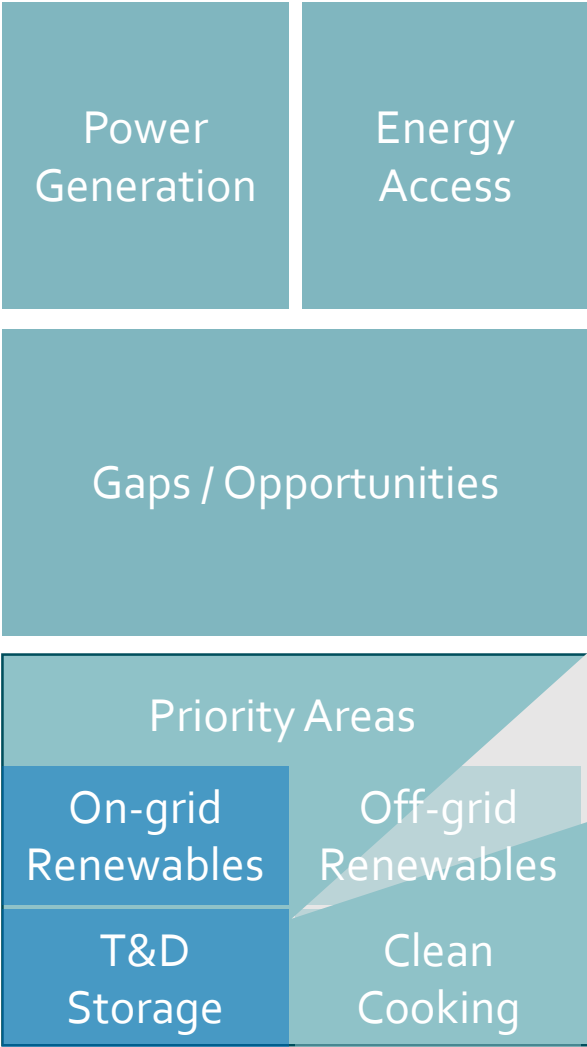 Power
Generation
Energy
Access
Gaps / Opportunities
Priority Areas
On-grid
Renewables
Off-grid
Renewables
T&D
Storage
Clean
Cooking